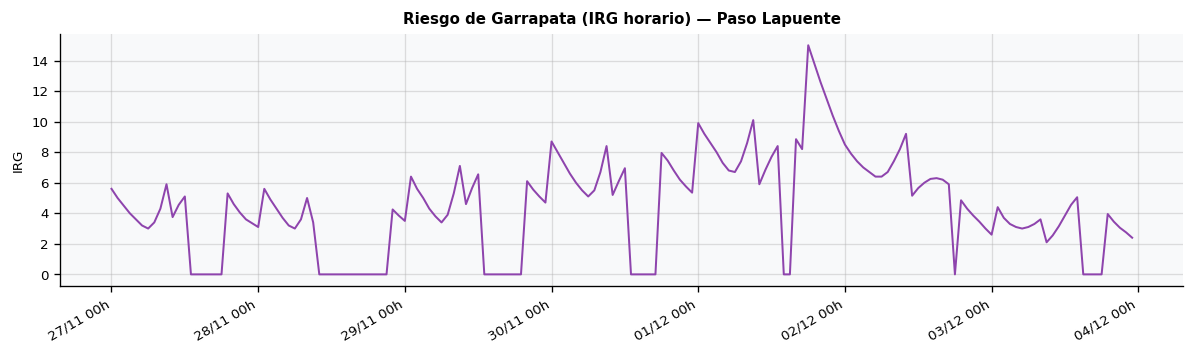 Riesgo de Garrapata (IRG horario) — Paso Lapuente
IRG
14
12
10
8
6
4
2
0
27/11 00h
28/11 00h
29/11 00h
30/11 00h
01/12 00h
02/12 00h
03/12 00h
04/12 00h